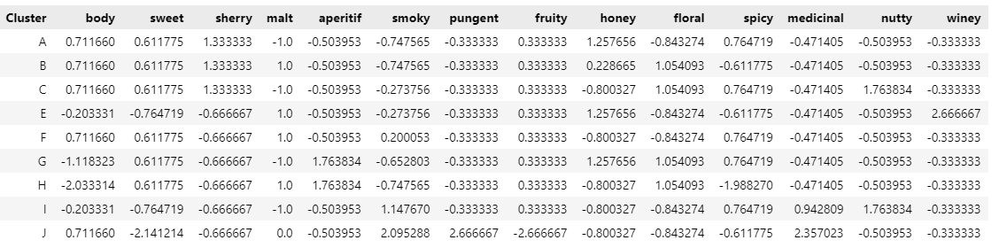 Cluster body sweet sherry malt aperitif smoky pungent fruity honey floral spicy medicinal nutty winey
A 0.711660 0.611775 1.333333 -1.0 -0.503953 -0.747565 -0.333333 0.333333 1.257656 -0.843274 0.764719 -0.471405 -0.503953 -0.333333
B 0.711660 0.611775 1.333333 1.0 -0.503953 -0.747565 -0.333333 0.333333 0.228665 1.054093 -0.611775 -0.471405 -0.503953 -0.333333
C 0.711660 0.611775 1.333333 -1.0 -0.503953 -0.273756 -0.333333 0.333333 -0.800327 1.054093 0.764719 -0.471405 1.763834 -0.333333
E -0.203331 -0.764719 -0.666667 1.0 -0.503953 -0.273756 -0.333333 0.333333 1.257656 -0.843274 -0.611775 -0.471405 -0.503953 2.666667
F 0.711660 0.611775 -0.666667 1.0 -0.503953 0.200053 -0.333333 0.333333 -0.800327 -0.843274 0.764719 -0.471405 -0.503953 -0.333333
G -1.118323 0.611775 -0.666667 -1.0 1.763834 -0.652803 -0.333333 0.333333 1.257656 1.054093 0.764719 -0.471405 -0.503953 -0.333333
H -2.033314 0.611775 -0.666667 1.0 1.763834 -0.747565 -0.333333 0.333333 -0.800327 1.054093 -1.988270 -0.471405 -0.503953 -0.333333
I -0.203331 -0.764719 -0.666667 -1.0 -0.503953 1.147670 -0.333333 0.333333 -0.800327 -0.843274 0.764719 0.942809 1.763834 -0.333333
J 0.711660 -2.141214 -0.666667 0.0 -0.503953 2.095288 2.666667 -2.666667 -0.800327 -0.843274 -0.611775 2.357023 -0.503953 -0.333333